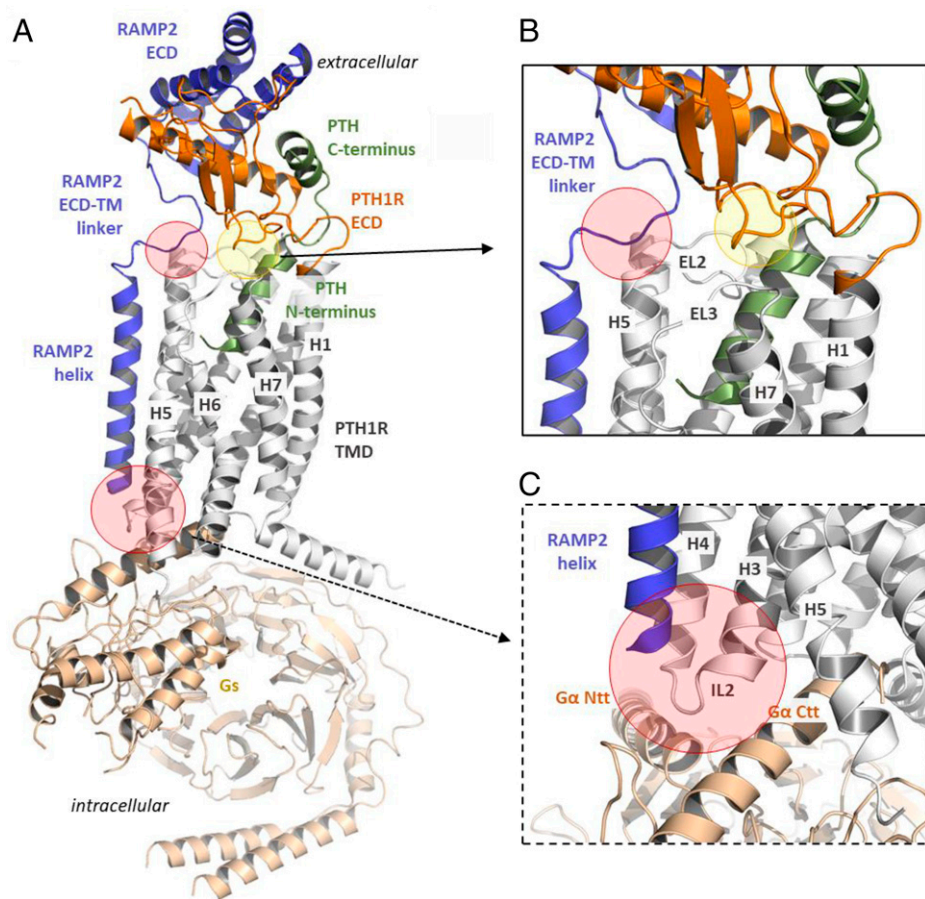 A
RAMP2
ECD
extracellular
PTH
C-terminus
RAMP2
ECD-TM
linker
PTH1R
ECD
PTH
N-terminus
RAMP2
helix
H1
H5
H6
H7
PTH1R
TMD
Gs
intracellular
B
RAMP2
ECD-TM
linker
EL2
EL3
H5
H1
H7
C
RAMP2
helix
H4
H3
H5
IL2
Gα Ntt
Gα Ctt